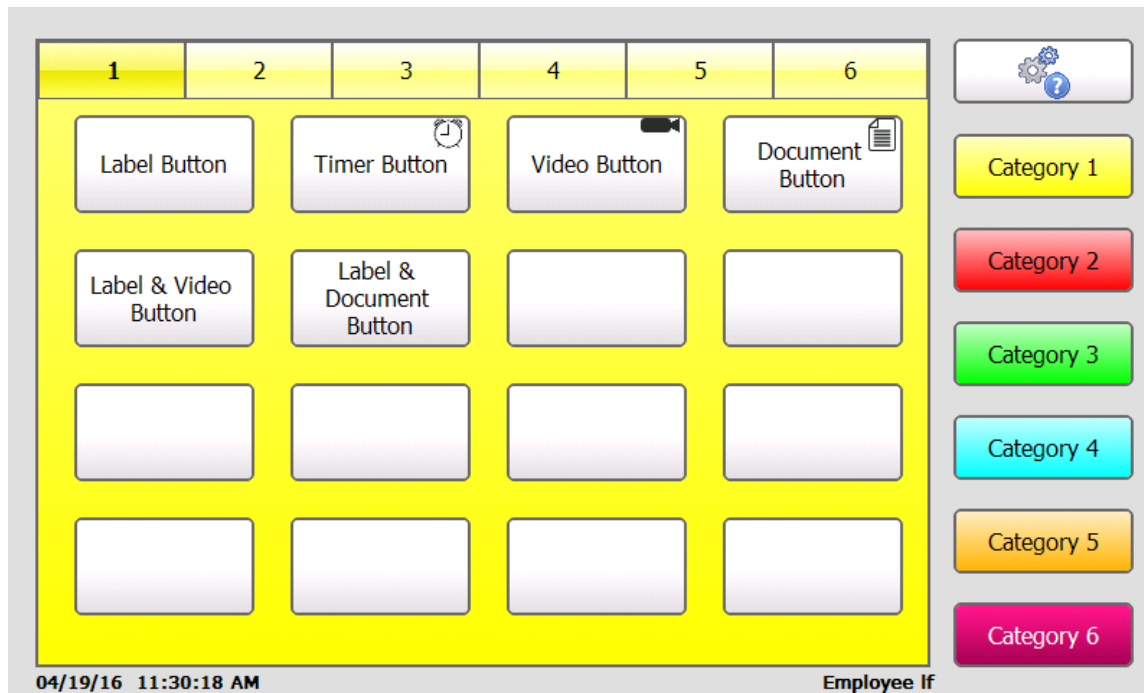 1 2 3 4 5 6
Label Button
Timer Button
Video Button
Document
Button
Label & Video
Button
Label &
Document
Button
?
Category 1
Category 2
Category 3
Category 4
Category 5
Category 6
04/19/16 11:30:18 AM
Employee If